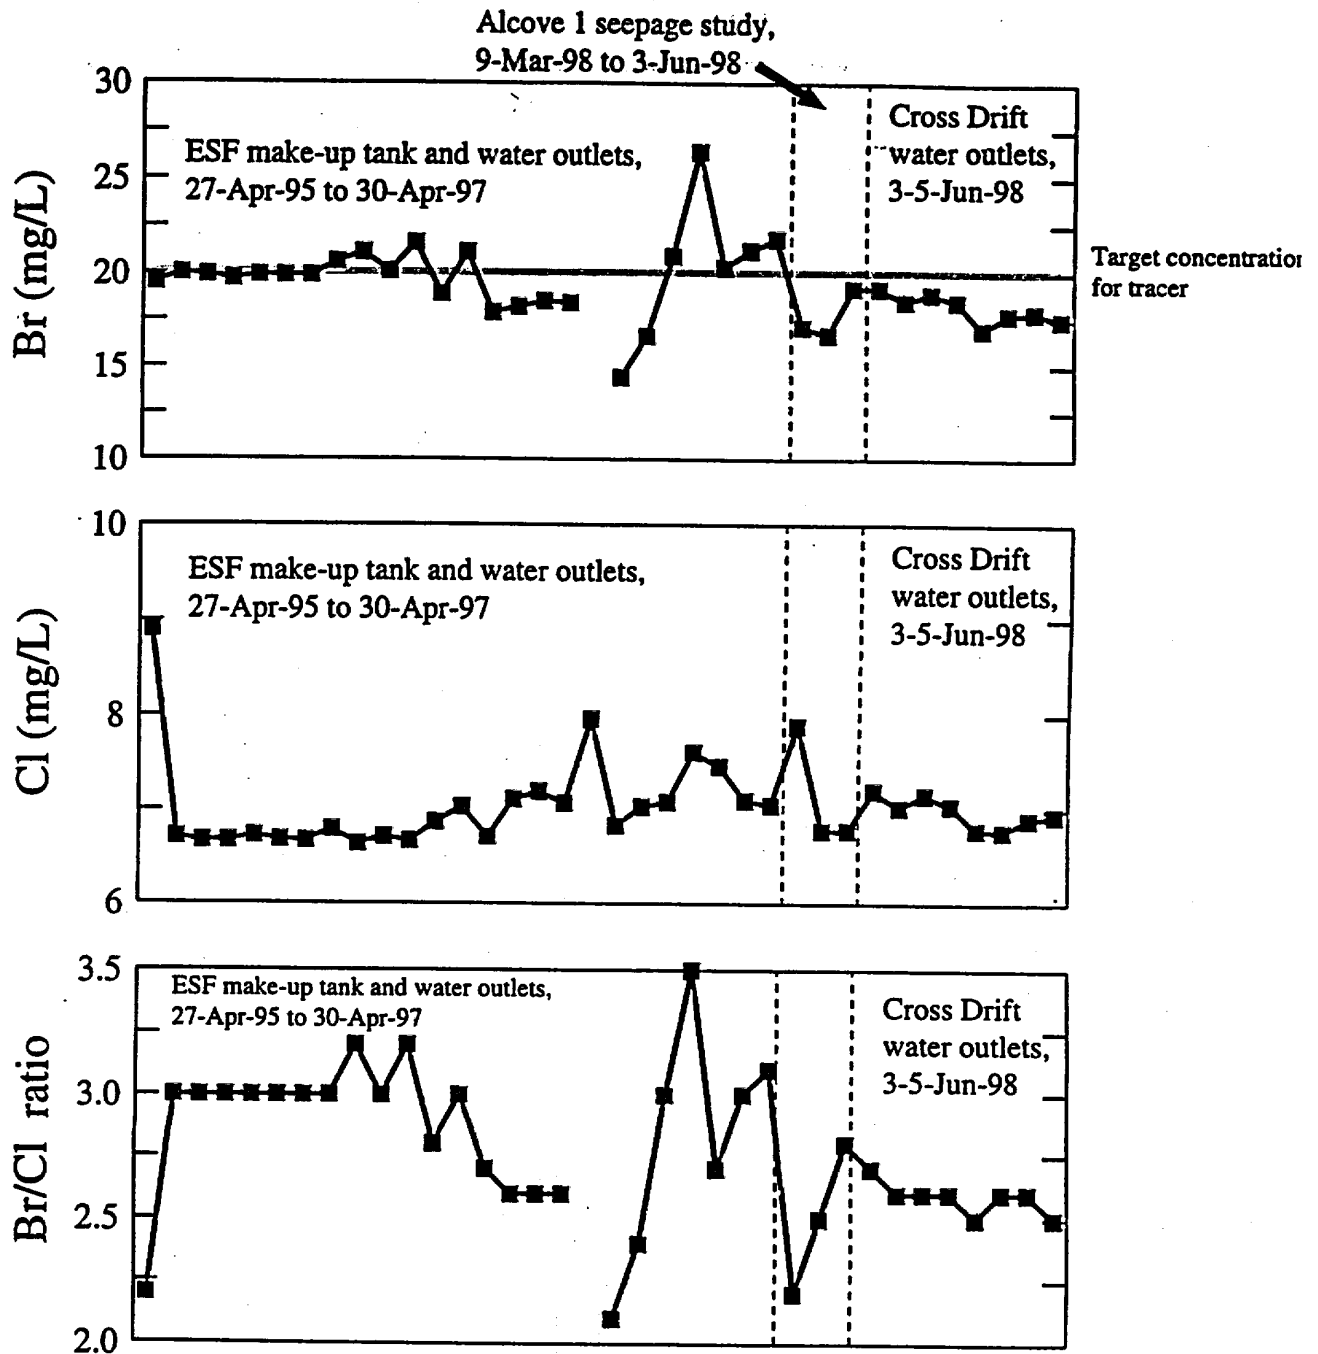 Alcove 1 seepage study,
9-Mar-98 to 3-Jun-98
30
25
20
15
10
Br (mg/L)
ESF make-up tank and water outlets,
27-Apr-95 to 30-Apr-97
Cross Drift
water outlets,
3-5-Jun-98
Target concentration
for tracer
10
8
6
Cl (mg/L)
ESF make-up tank and water outlets,
27-Apr-95 to 30-Apr-97
Cross Drift
water outlets,
3-5-Jun-98
3.5
3.0
2.5
2.0
Br/Cl ratio
ESF make-up tank and water outlets,
27-Apr-95 to 30-Apr-97
Cross Drift
water outlets,
3-5-Jun-98